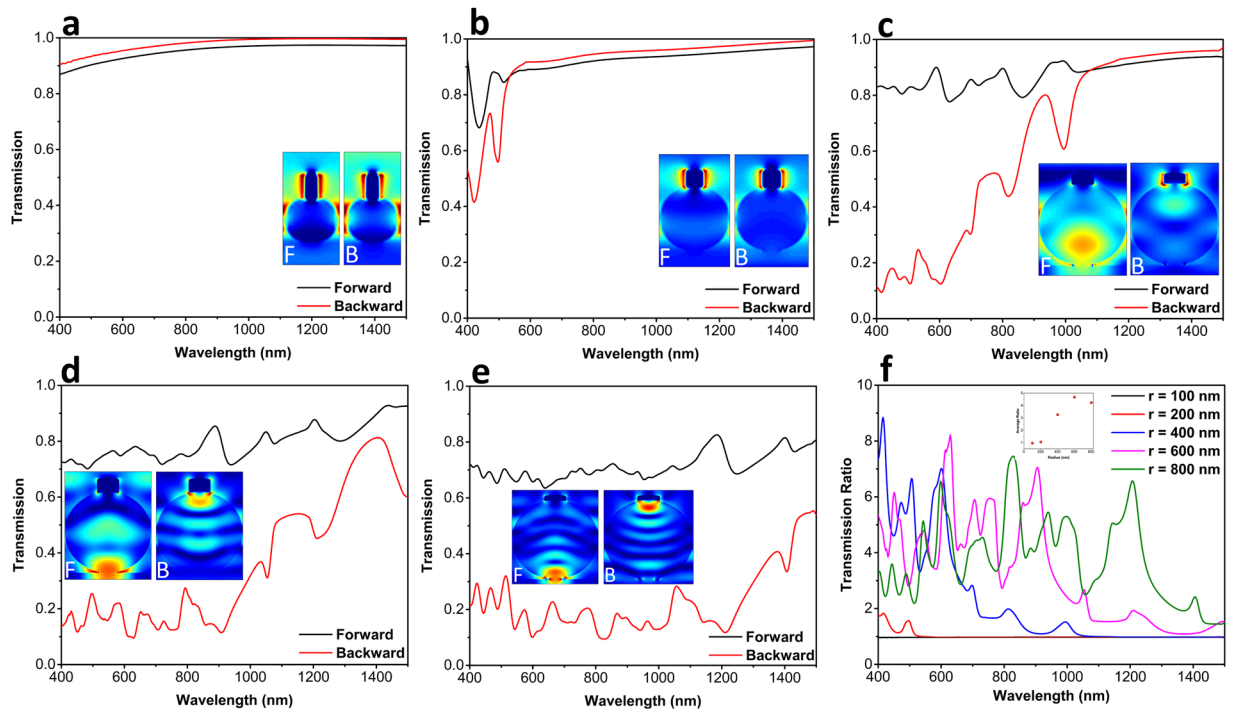 a
1.0
0.8
0.6
0.4
0.2
0.0
Transmission
F
B
Forward
Backward
400 600 800 1000 1200 1400
Wavelength (nm)
b
1.0
0.8
0.6
0.4
0.2
0.0
Transmission
F
B
Forward
Backward
400 600 800 1000 1200 1400
Wavelength (nm)
c
1.0
0.8
0.6
0.4
0.2
0.0
Transmission
F
B
Forward
Backward
400 600 800 1000 1200 1400
Wavelength (nm)
d
1.0
0.8
0.6
0.4
0.2
0.0
Transmission
F
B
Forward
Backward
400 600 800 1000 1200 1400
Wavelength (nm)
e
1.0
0.8
0.6
0.4
0.2
0.0
Transmission
F
B
Forward
Backward
400 600 800 1000 1200 1400
Wavelength (nm)
f
10
8
6
4
2
0
Transmission Ratio
Average Ratio
Radius (nm)
r = 100 nm
r = 200 nm
r = 400 nm
r = 600 nm
r = 800 nm
400 600 800 1000 1200 1400
Wavelength (nm)